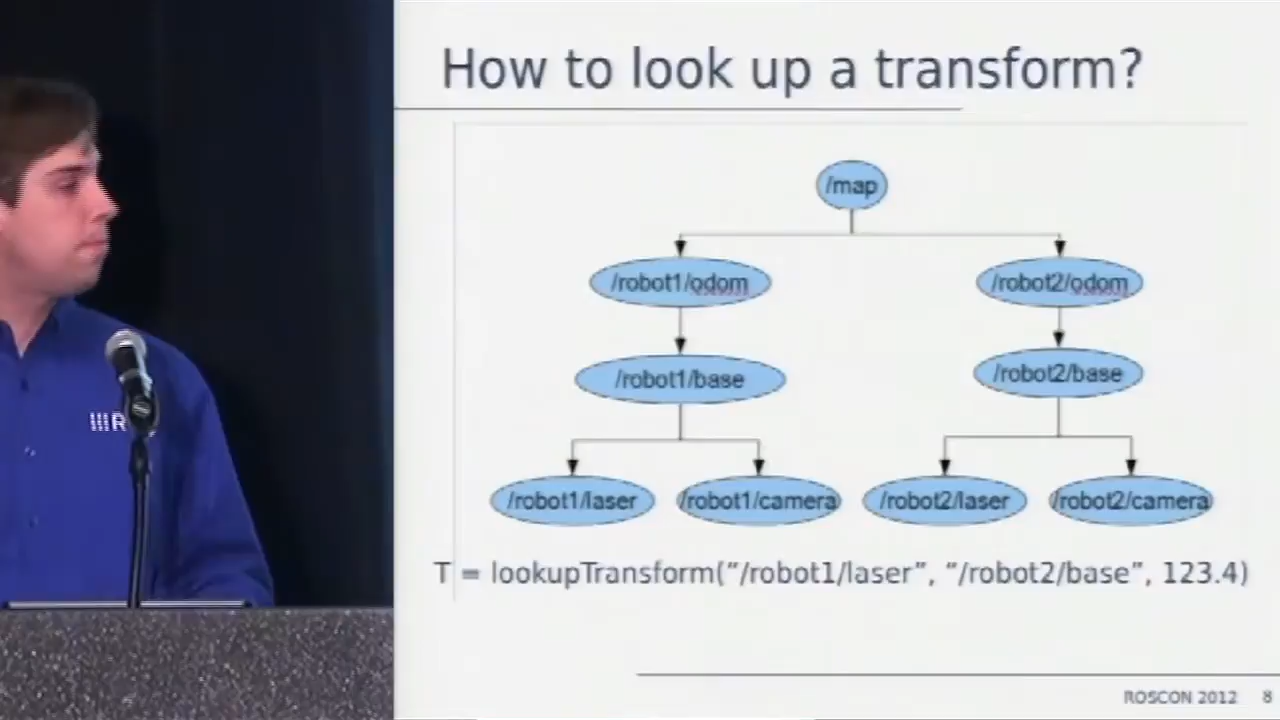 How to look up a transform?
/map
/robot1/odom
/robot2/odom
/robot1/base
/robot2/base
/robot1/laser
/robot1/camera
/robot2/laser
/robot2/camera
T = lookupTransform(“/robot1/laser”, “/robot2/base”, 123.4)
ROSCON 2012 8